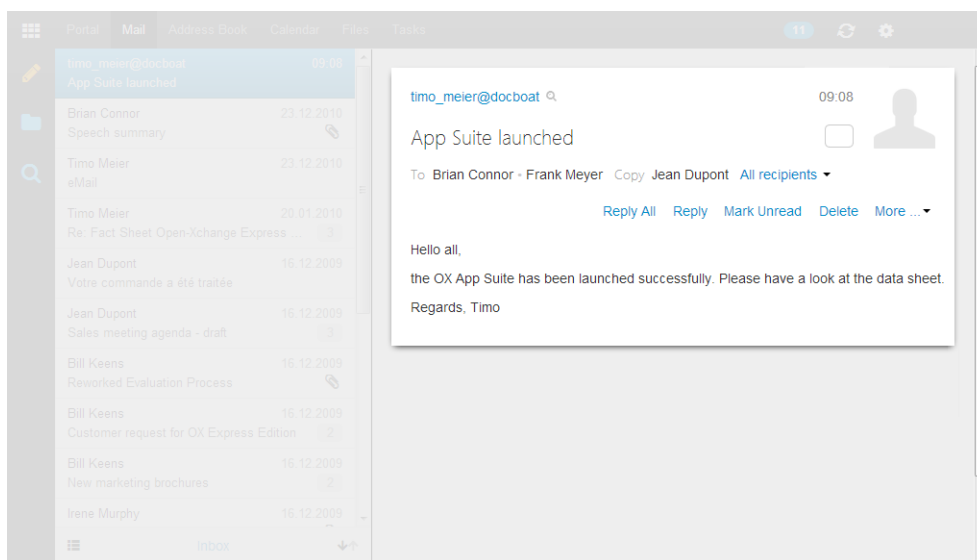 Portal Mail Address Book Calendar Files Tasks 11
timo_meier@docboat 09:08
App Suite launched
Brian Connor 23.12.2010
Speech summary
Timo Meier 23.12.2010
eMail
Timo Meier 20.01.2010
Re: Fact Sheet Open-Xchange Express ... 3
Jean Dupont 16.12.2009
Votre commande a été traitée
Jean Dupont 16.12.2009
Sales meeting agenda - draft 3
Bill Keens 16.12.2009
Reworked Evaluation Process
Bill Keens 16.12.2009
Customer request for OX Express Edition 2
Bill Keens 16.12.2009
New marketing brochures 2
Irene Murphy 16.12.2009
inbox
timo_meier@docboat 09:08
App Suite launched
To Brian Connor - Frank Meyer Copy Jean Dupont All recipients
Reply All Reply Mark Unread Delete More ...
Hello all,
the OX App Suite has been launched successfully. Please have a look at the data sheet.
Regards, Timo